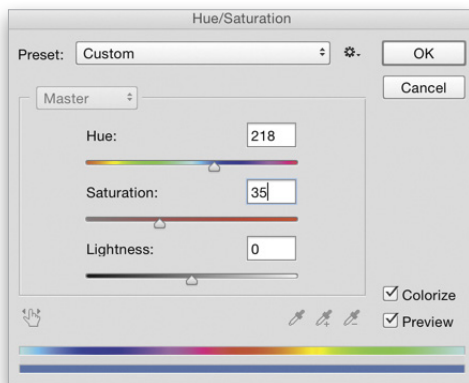 Hue/Saturation
Preset: Custom
OK
Cancel
Master
Hue: 218
Saturation: 35
Lightness: 0
Colorize
Preview